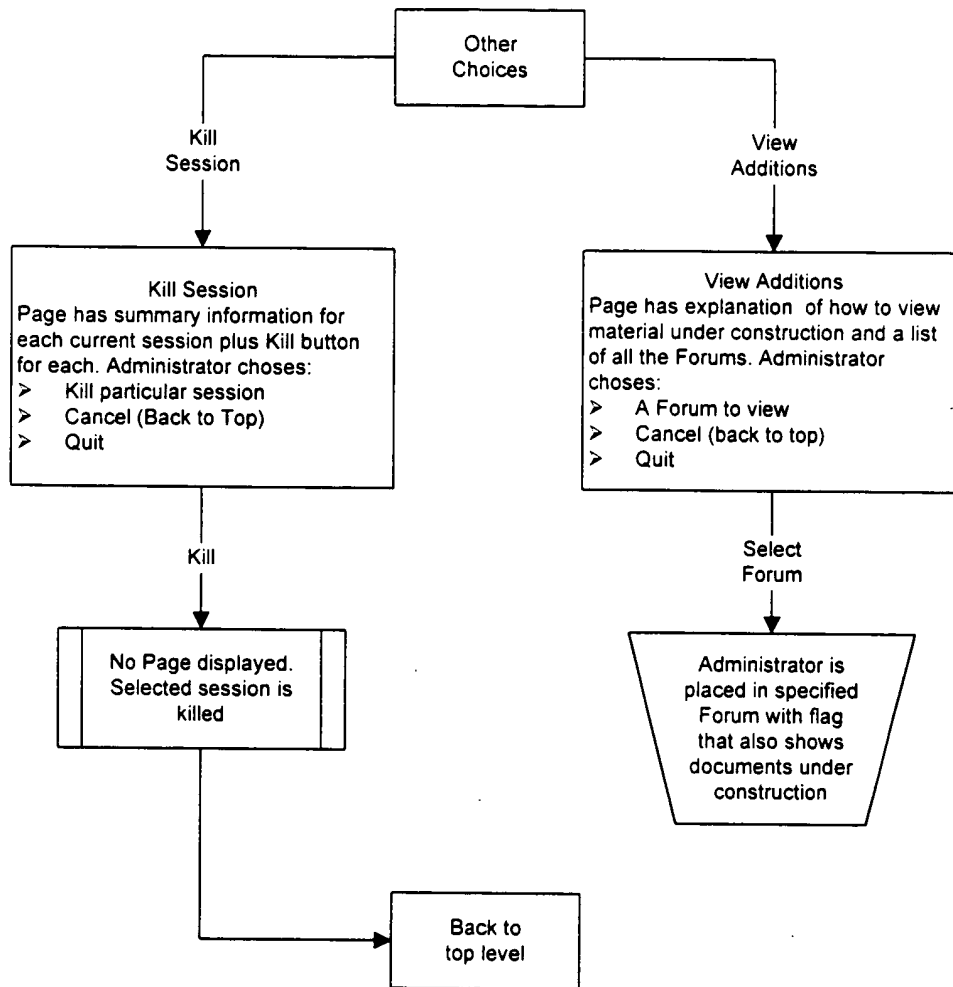 Other
Choices
Kill
Session
View
Additions
Kill Session
Page has summary information for
each current session plus Kill button
for each. Administrator choses:
➢ Kill particular session
➢ Cancel (Back to Top)
➢ Quit
View Additions
Page has explanation of how to view
material under construction and a list
of all the Forums. Administrator
choses:
➢ A Forum to view
➢ Cancel (back to top)
➢ Quit
Kill
Select
Forum
No Page displayed.
Selected session is
killed
Administrator is
placed in specified
Forum with flag
that also shows
documents under
construction
Back to
top level